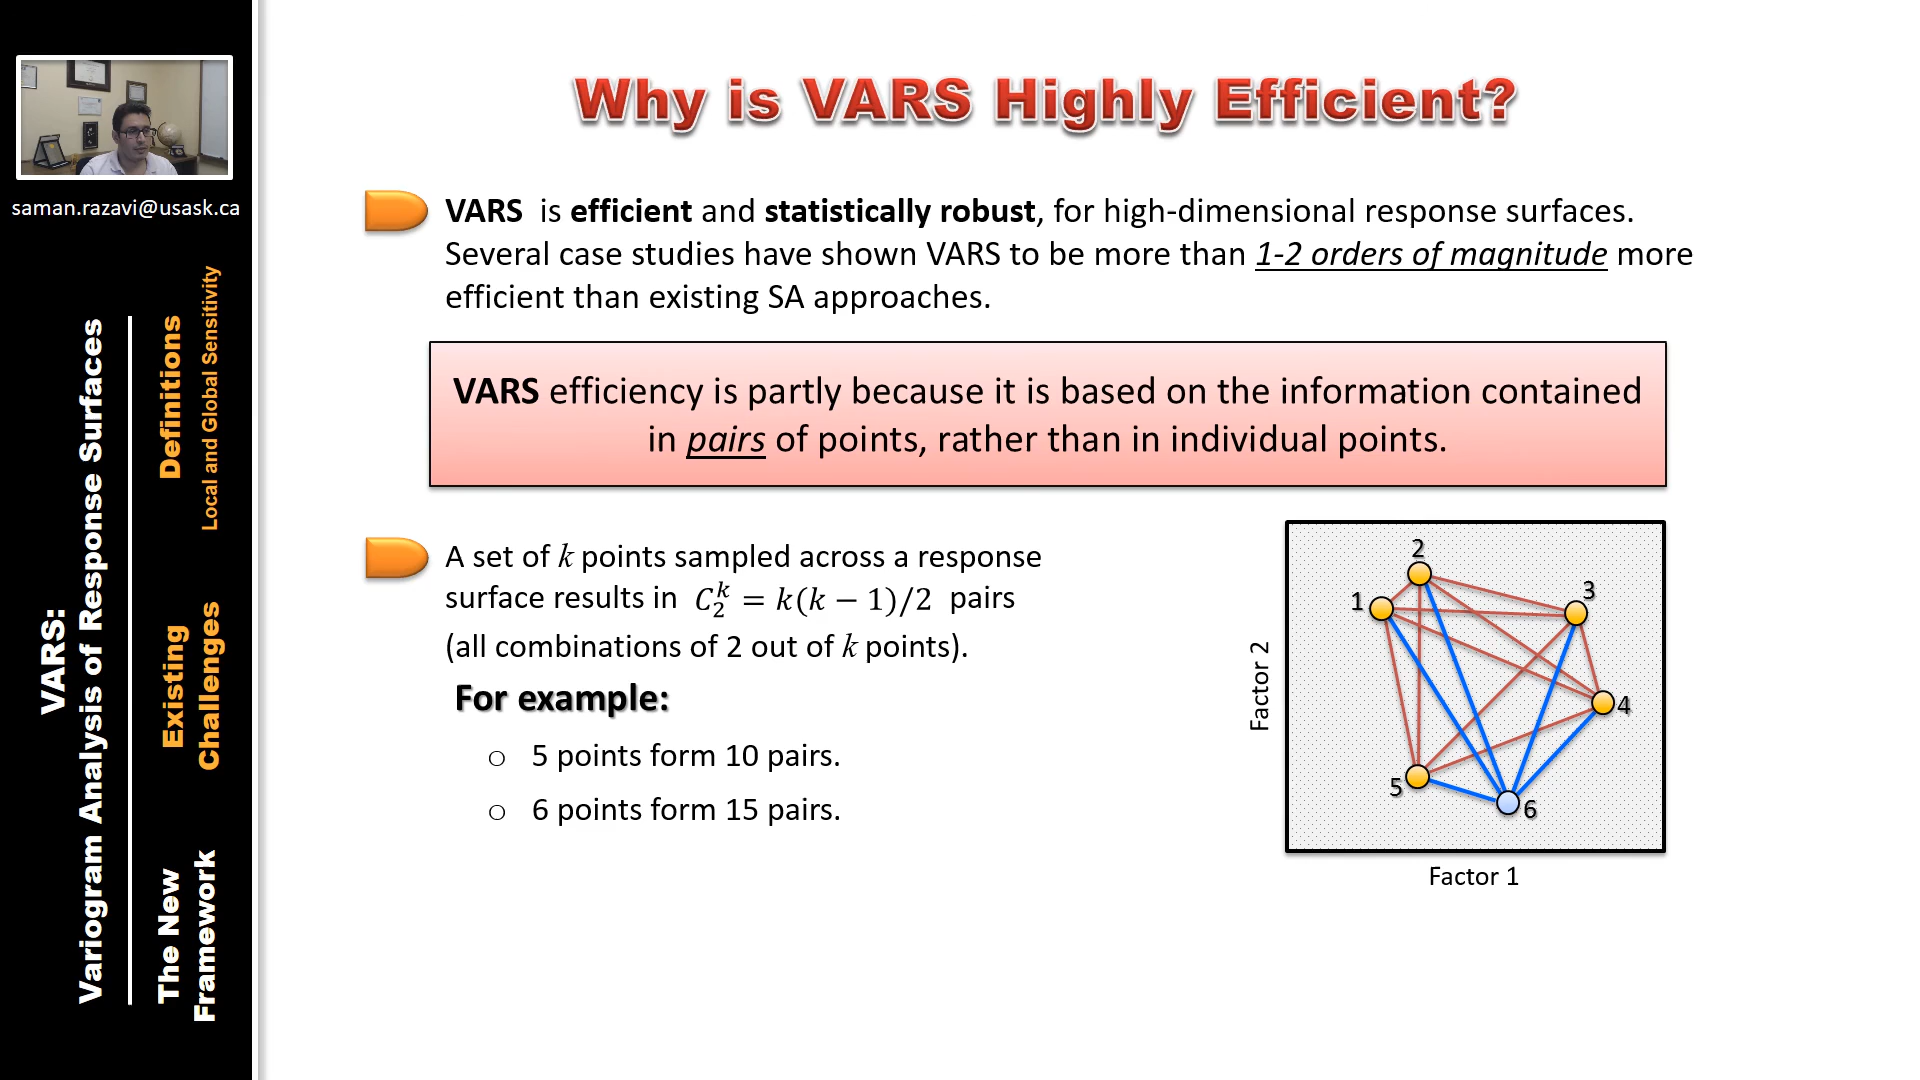 Why is VARS Highly Efficient?
saman.razavi@usask.ca
VARS:
Variogram Analysis of Response Surfaces
Definitions
Local and Global Sensitivity
Existing
Challenges
The New
Framework
VARS is efficient and statistically robust, for high-dimensional response surfaces.
Several case studies have shown VARS to be more than 1-2 orders of magnitude more
efficient than existing SA approaches.
VARS efficiency is partly because it is based on the information contained
in pairs of points, rather than in individual points.
A set of k points sampled across a response
surface results in C₂ᵏ = k(k − 1)/2 pairs
(all combinations of 2 out of k points).
For example:
o 5 points form 10 pairs.
o 6 points form 15 pairs.
2
3
1
4
5
6
Factor 2
Factor 1